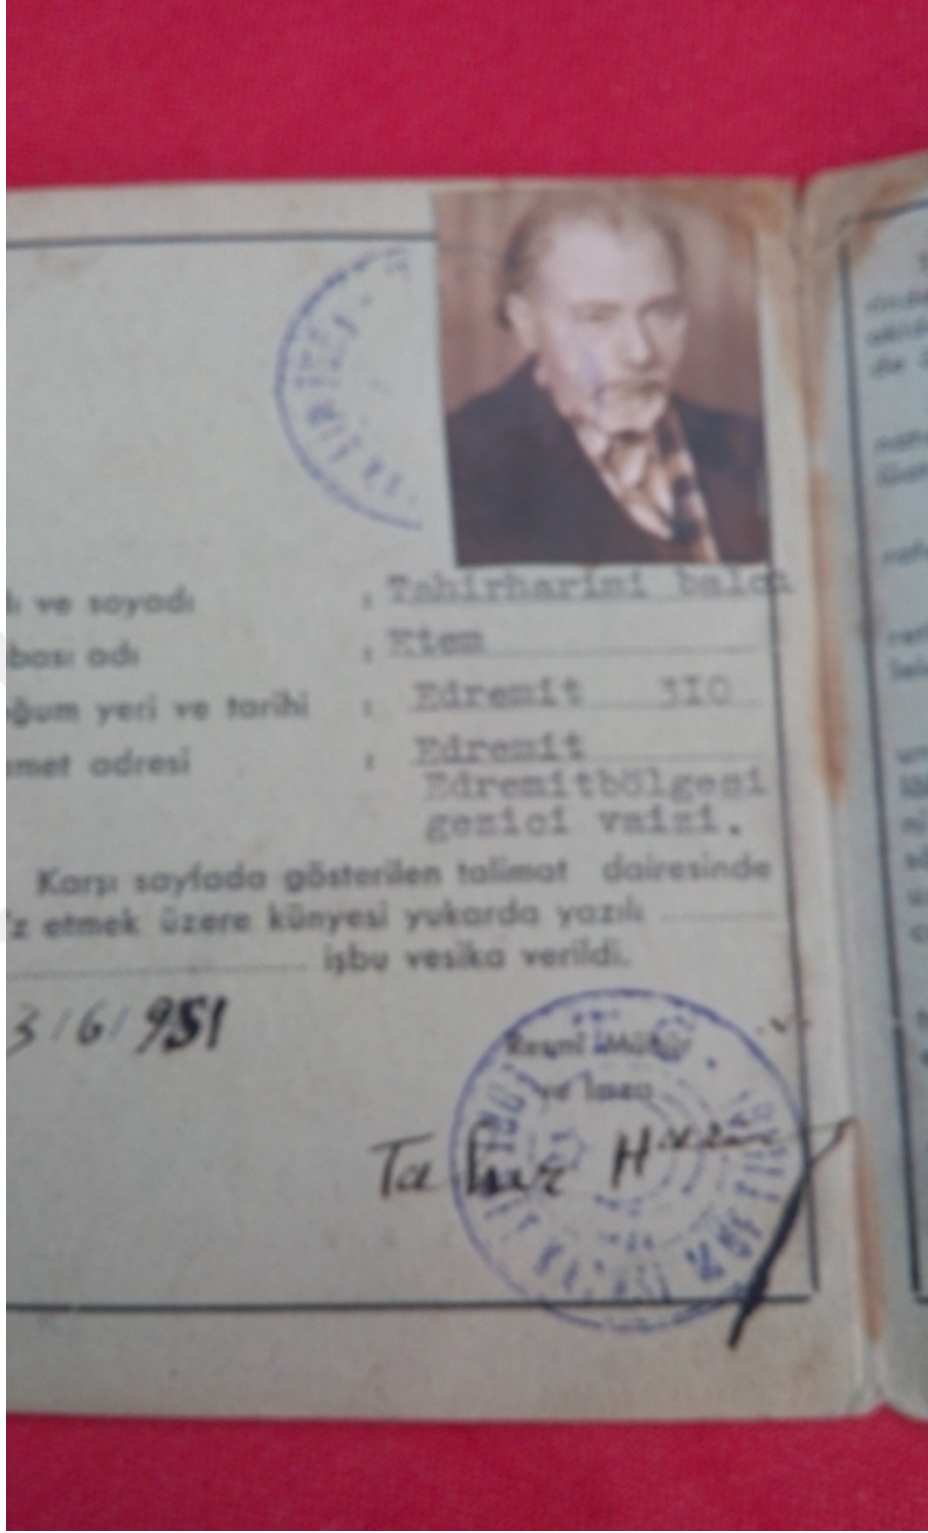 ı ve soyadı : Tahirharimi balcı
bası adı : Etem
ğum yeri ve tarihi : Edremit 310
met adresi : Edremit
Edremitbölgesi
gezici vaizi.
Karşı sayfada gösterilen talimat dairesinde
z etmek üzere künyesi yukarda yazılı
işbu vesika verildi.
3/6/951
Resmî Mühür
ve İmza
Tahir